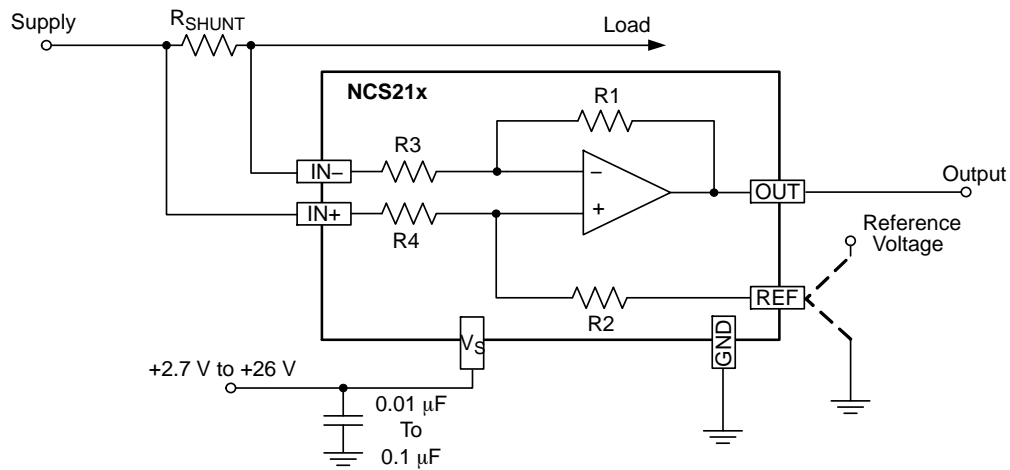 Supply
RSHUNT
Load
NCS21x
R1
R3
IN–
–
OUT
Output
IN+
+
R4
Reference
Voltage
R2
REF
VS
GND
+2.7 V to +26 V
0.01 μF
To
0.1 μF